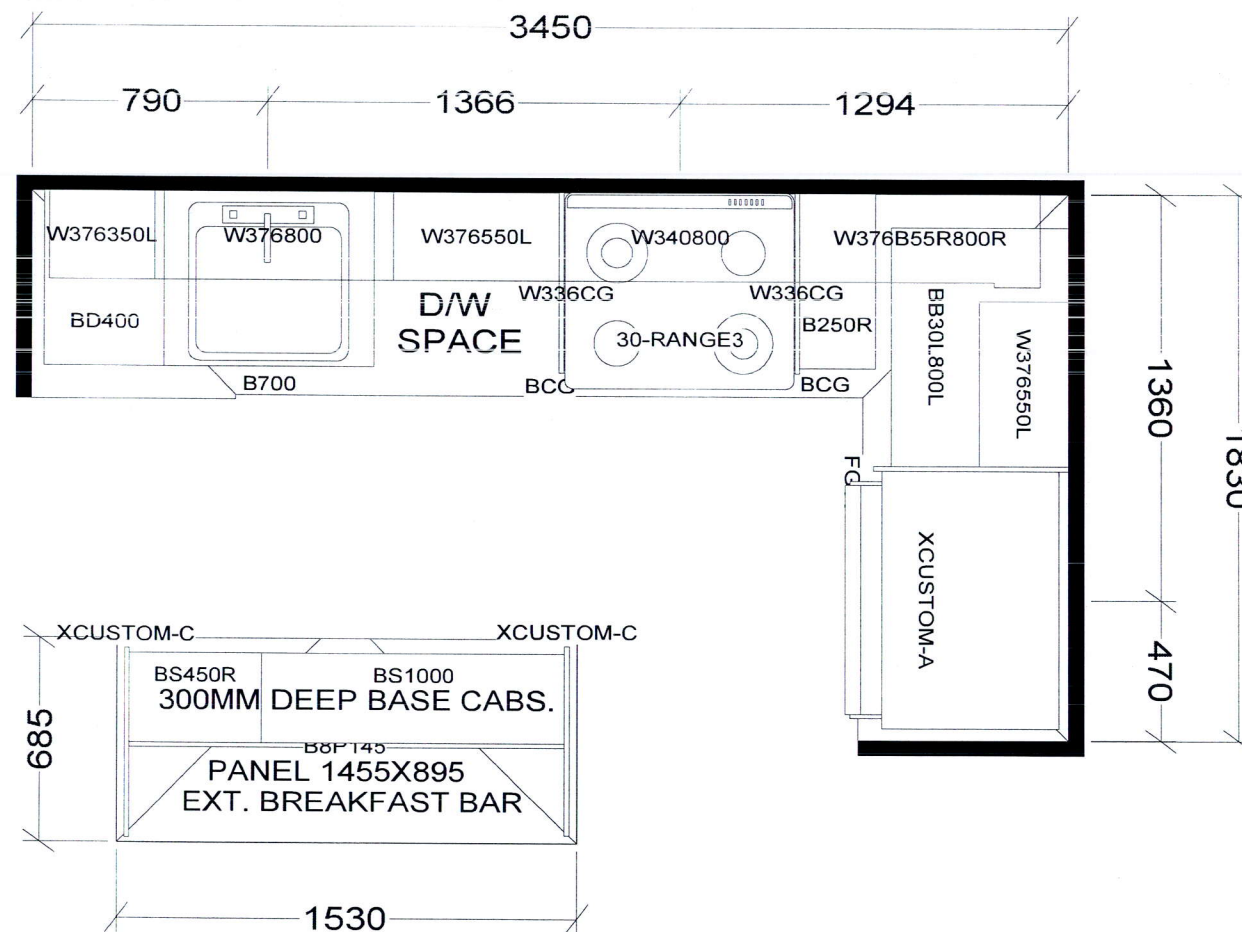 3450
790
1366
1294
W376350L
W376800
W376550L
W340800
W376B55R800R
BD400
D/W
SPACE
W336CG
W336CG
30-RANGE3
B250R
BB30L800L
W376550L
B700
BCG
BCG
1360
1830
FG
XCUSTOM-A
470
XCUSTOM-C
XCUSTOM-C
BS450R
BS1000
300MM DEEP BASE CABS.
685
PANEL 1455X895
EXT. BREAKFAST BAR
1530